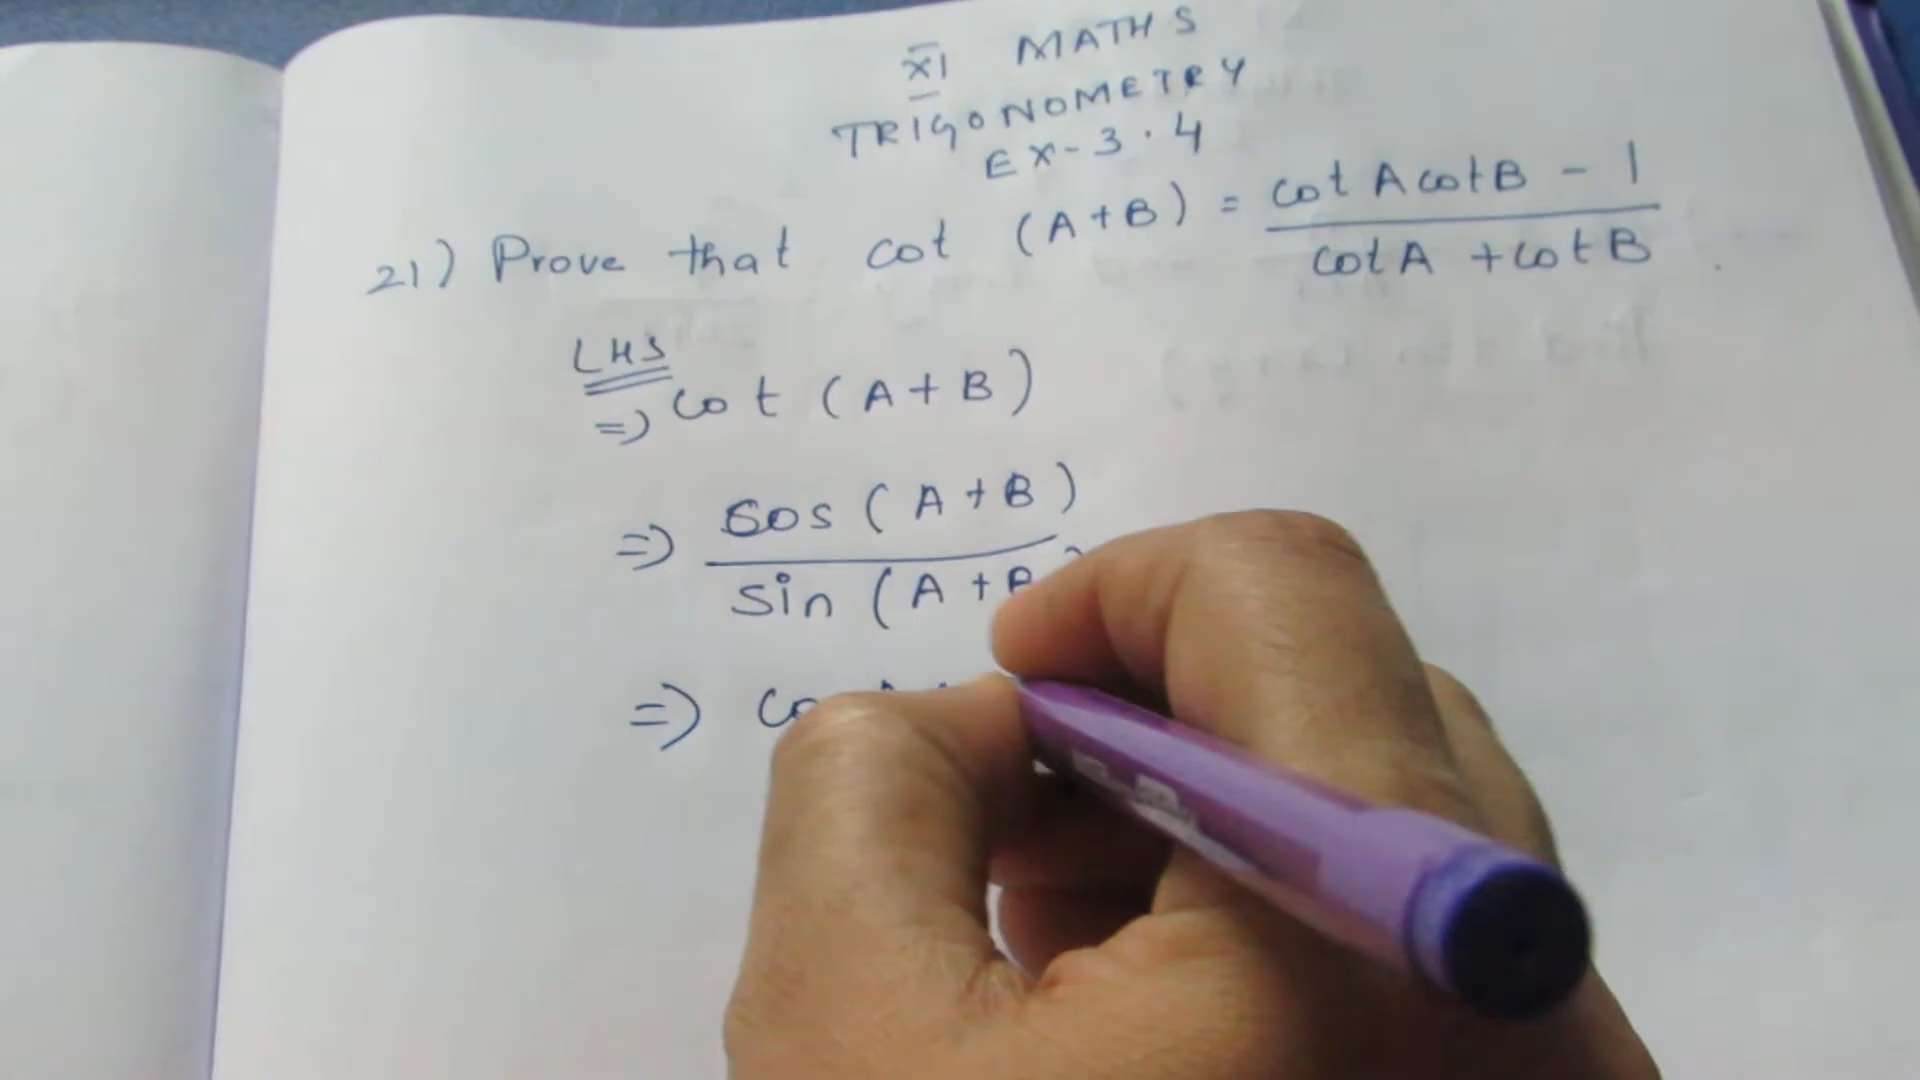 XI MATHS
TRIGONOMETRY
EX-3.4
21) Prove that cot (A+B) = cot A cot B - 1 / cot A + cot B .
LHS
=> cot (A+B)
=> cos (A+B)
sin (A+B
=> co